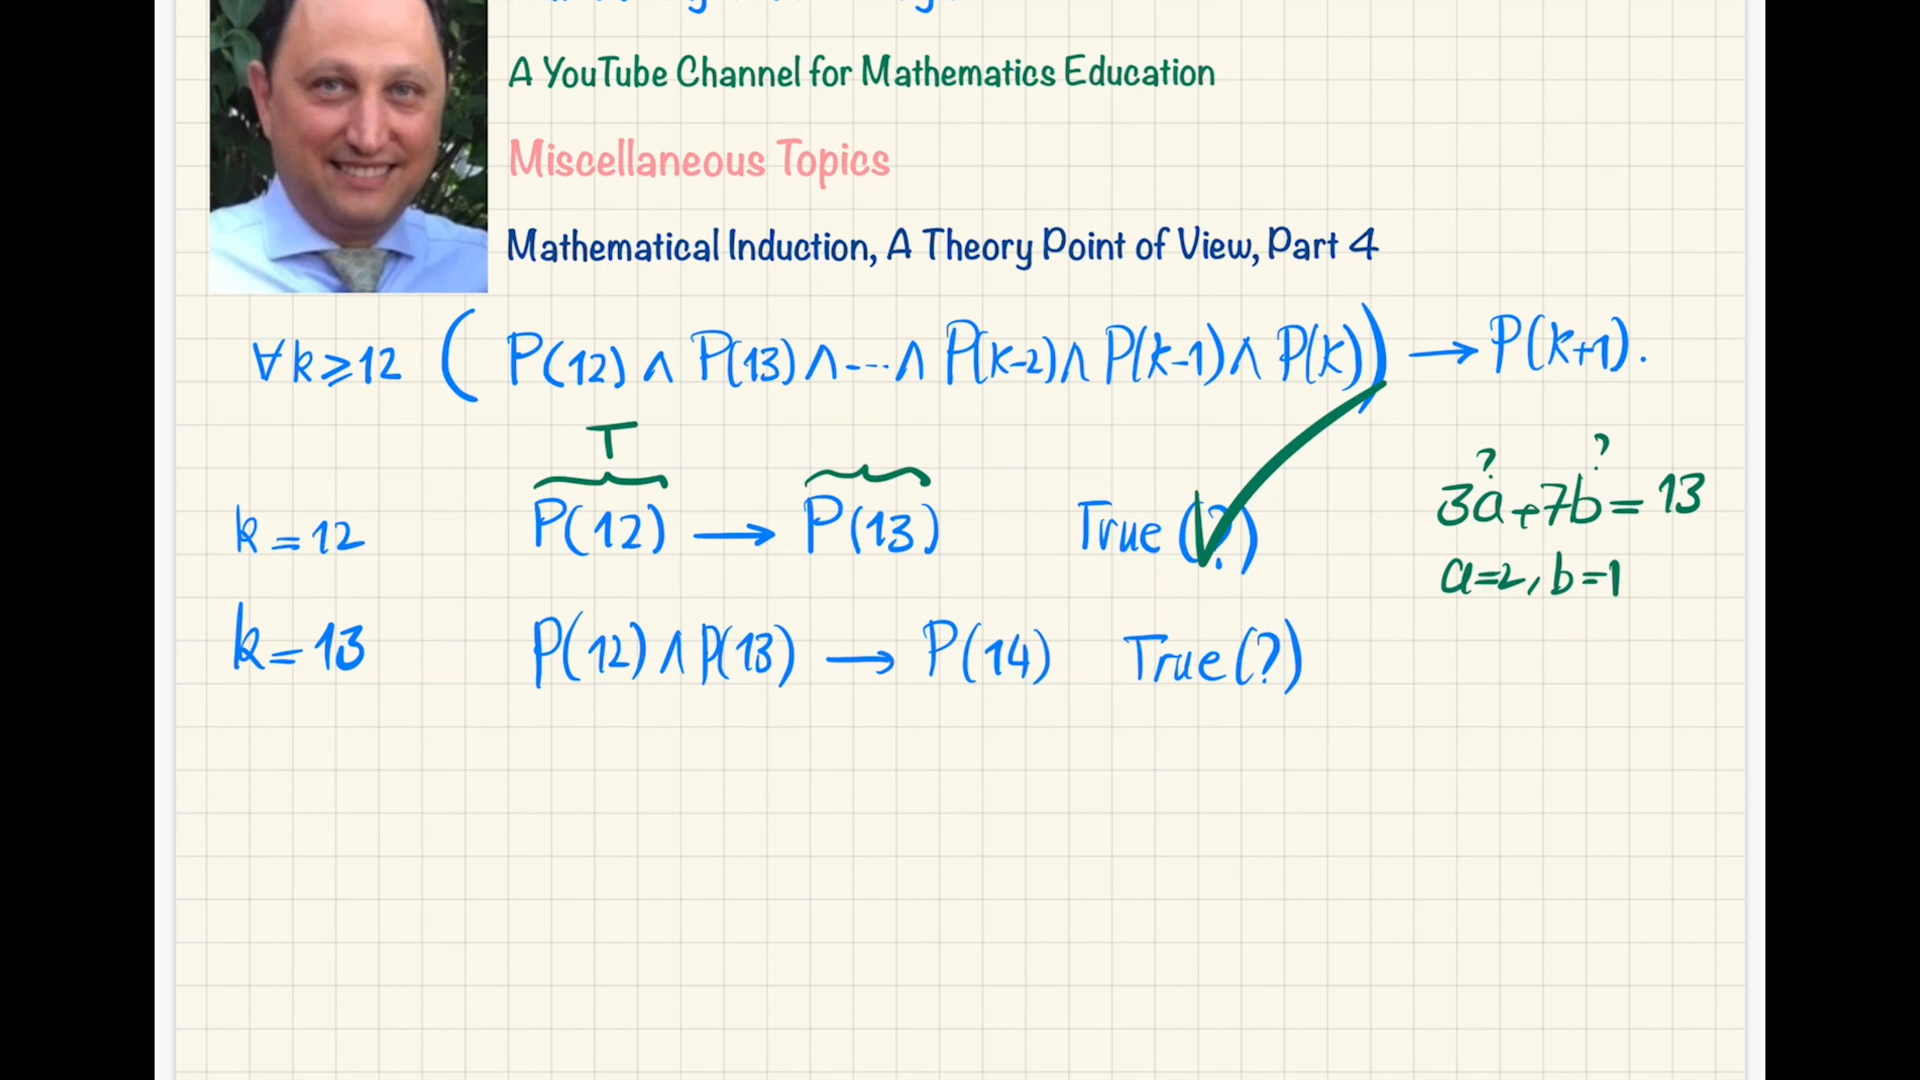 A YouTube Channel for Mathematics Education
Miscellaneous Topics
Mathematical Induction, A Theory Point of View, Part 4
∀k≥12 ( P(12) ∧ P(13) ∧ --- ∧ P(k-2) ∧ P(k-1) ∧ P(k) ) → P(k+1).
T
? ?
3a+7b=13
k=12 P(12) → P(13) True (?)
a=2, b=1
k=13 P(12) ∧ P(13) → P(14) True (?)